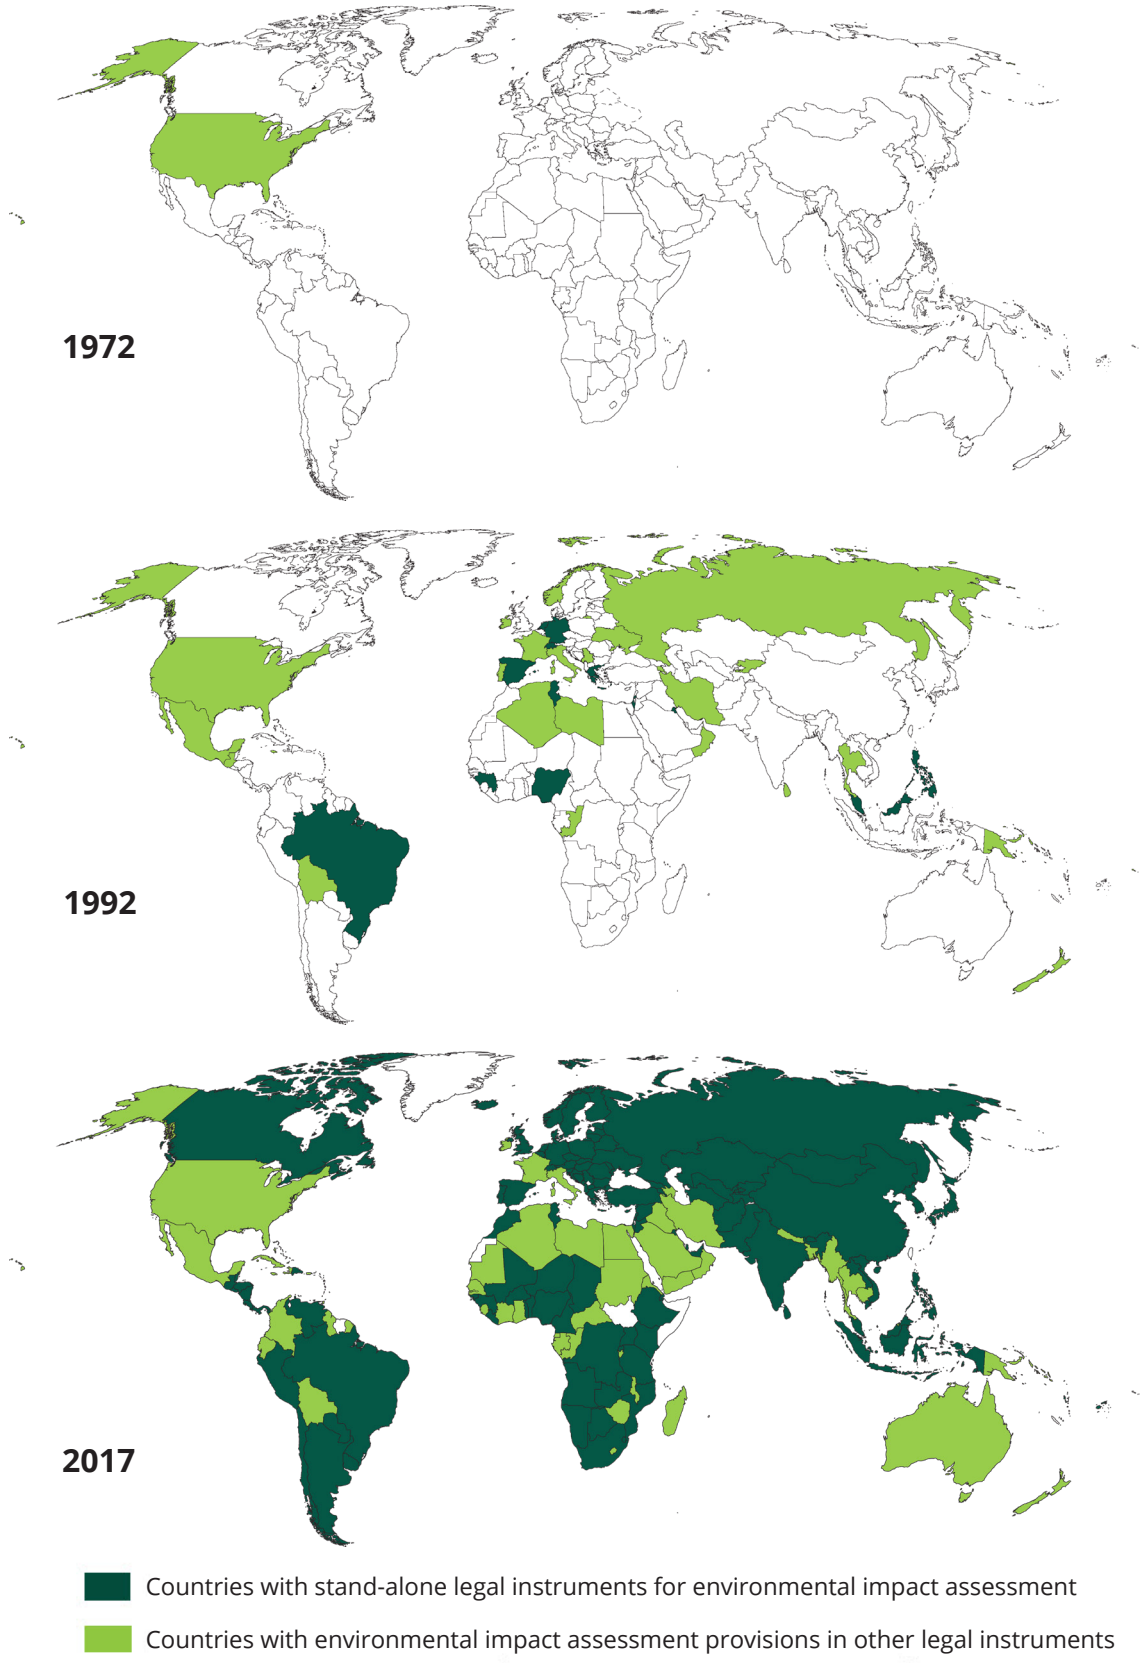 1972
1992
2017
Countries with stand-alone legal instruments for environmental impact assessment
Countries with environmental impact assessment provisions in other legal instruments